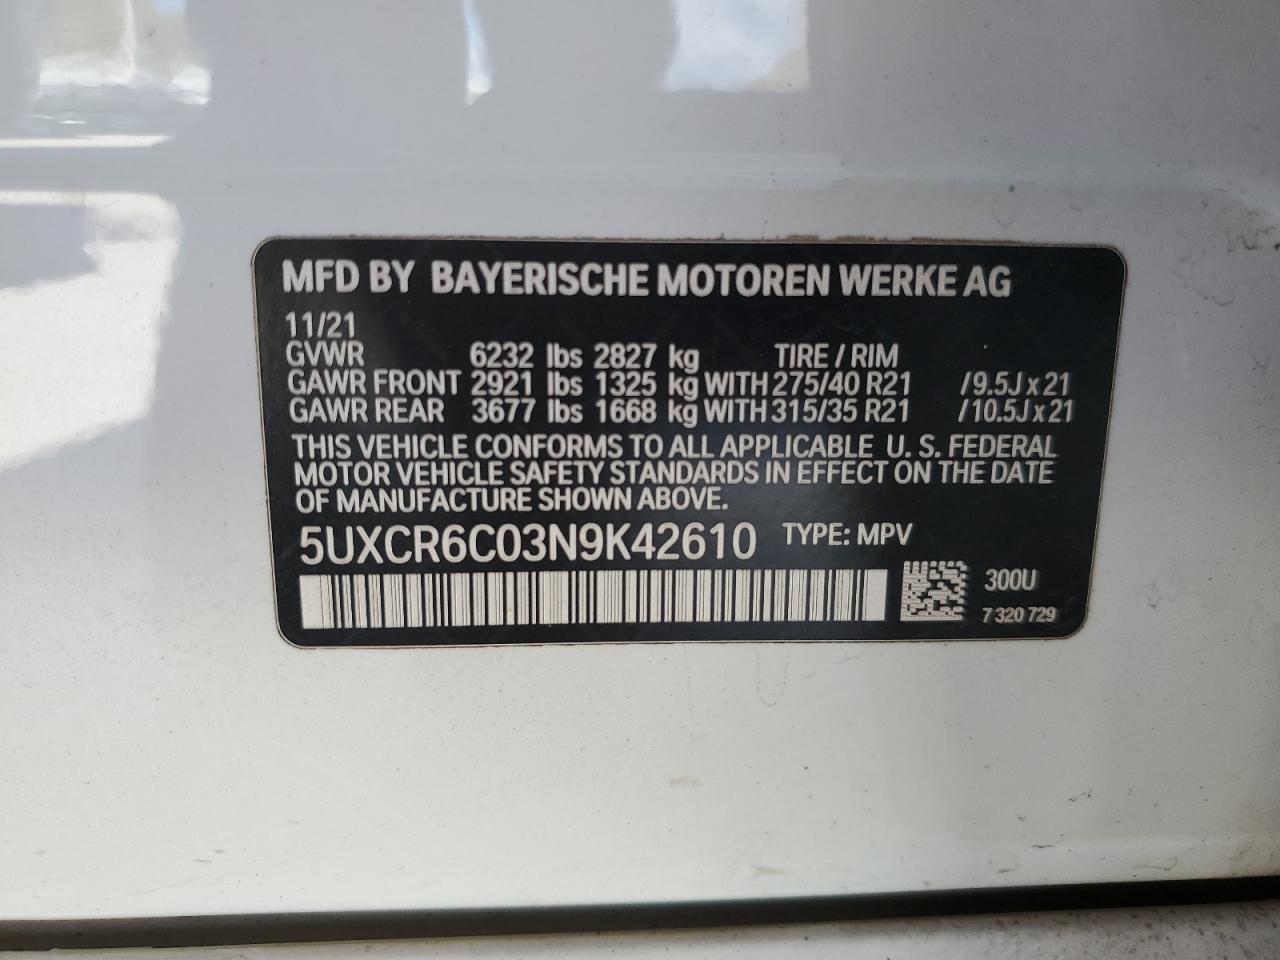 MFD BY BAYERISCHE MOTOREN WERKE AG
11/21
GVWR 6232 lbs 2827 kg TIRE / RIM
GAWR FRONT 2921 lbs 1325 kg WITH 275/40 R21 /9.5J x 21
GAWR REAR 3677 lbs 1668 kg WITH 315/35 R21 /10.5J x 21
THIS VEHICLE CONFORMS TO ALL APPLICABLE U. S. FEDERAL
MOTOR VEHICLE SAFETY STANDARDS IN EFFECT ON THE DATE
OF MANUFACTURE SHOWN ABOVE.
5UXCR6C03N9K42610 TYPE: MPV
300U
7 320 729